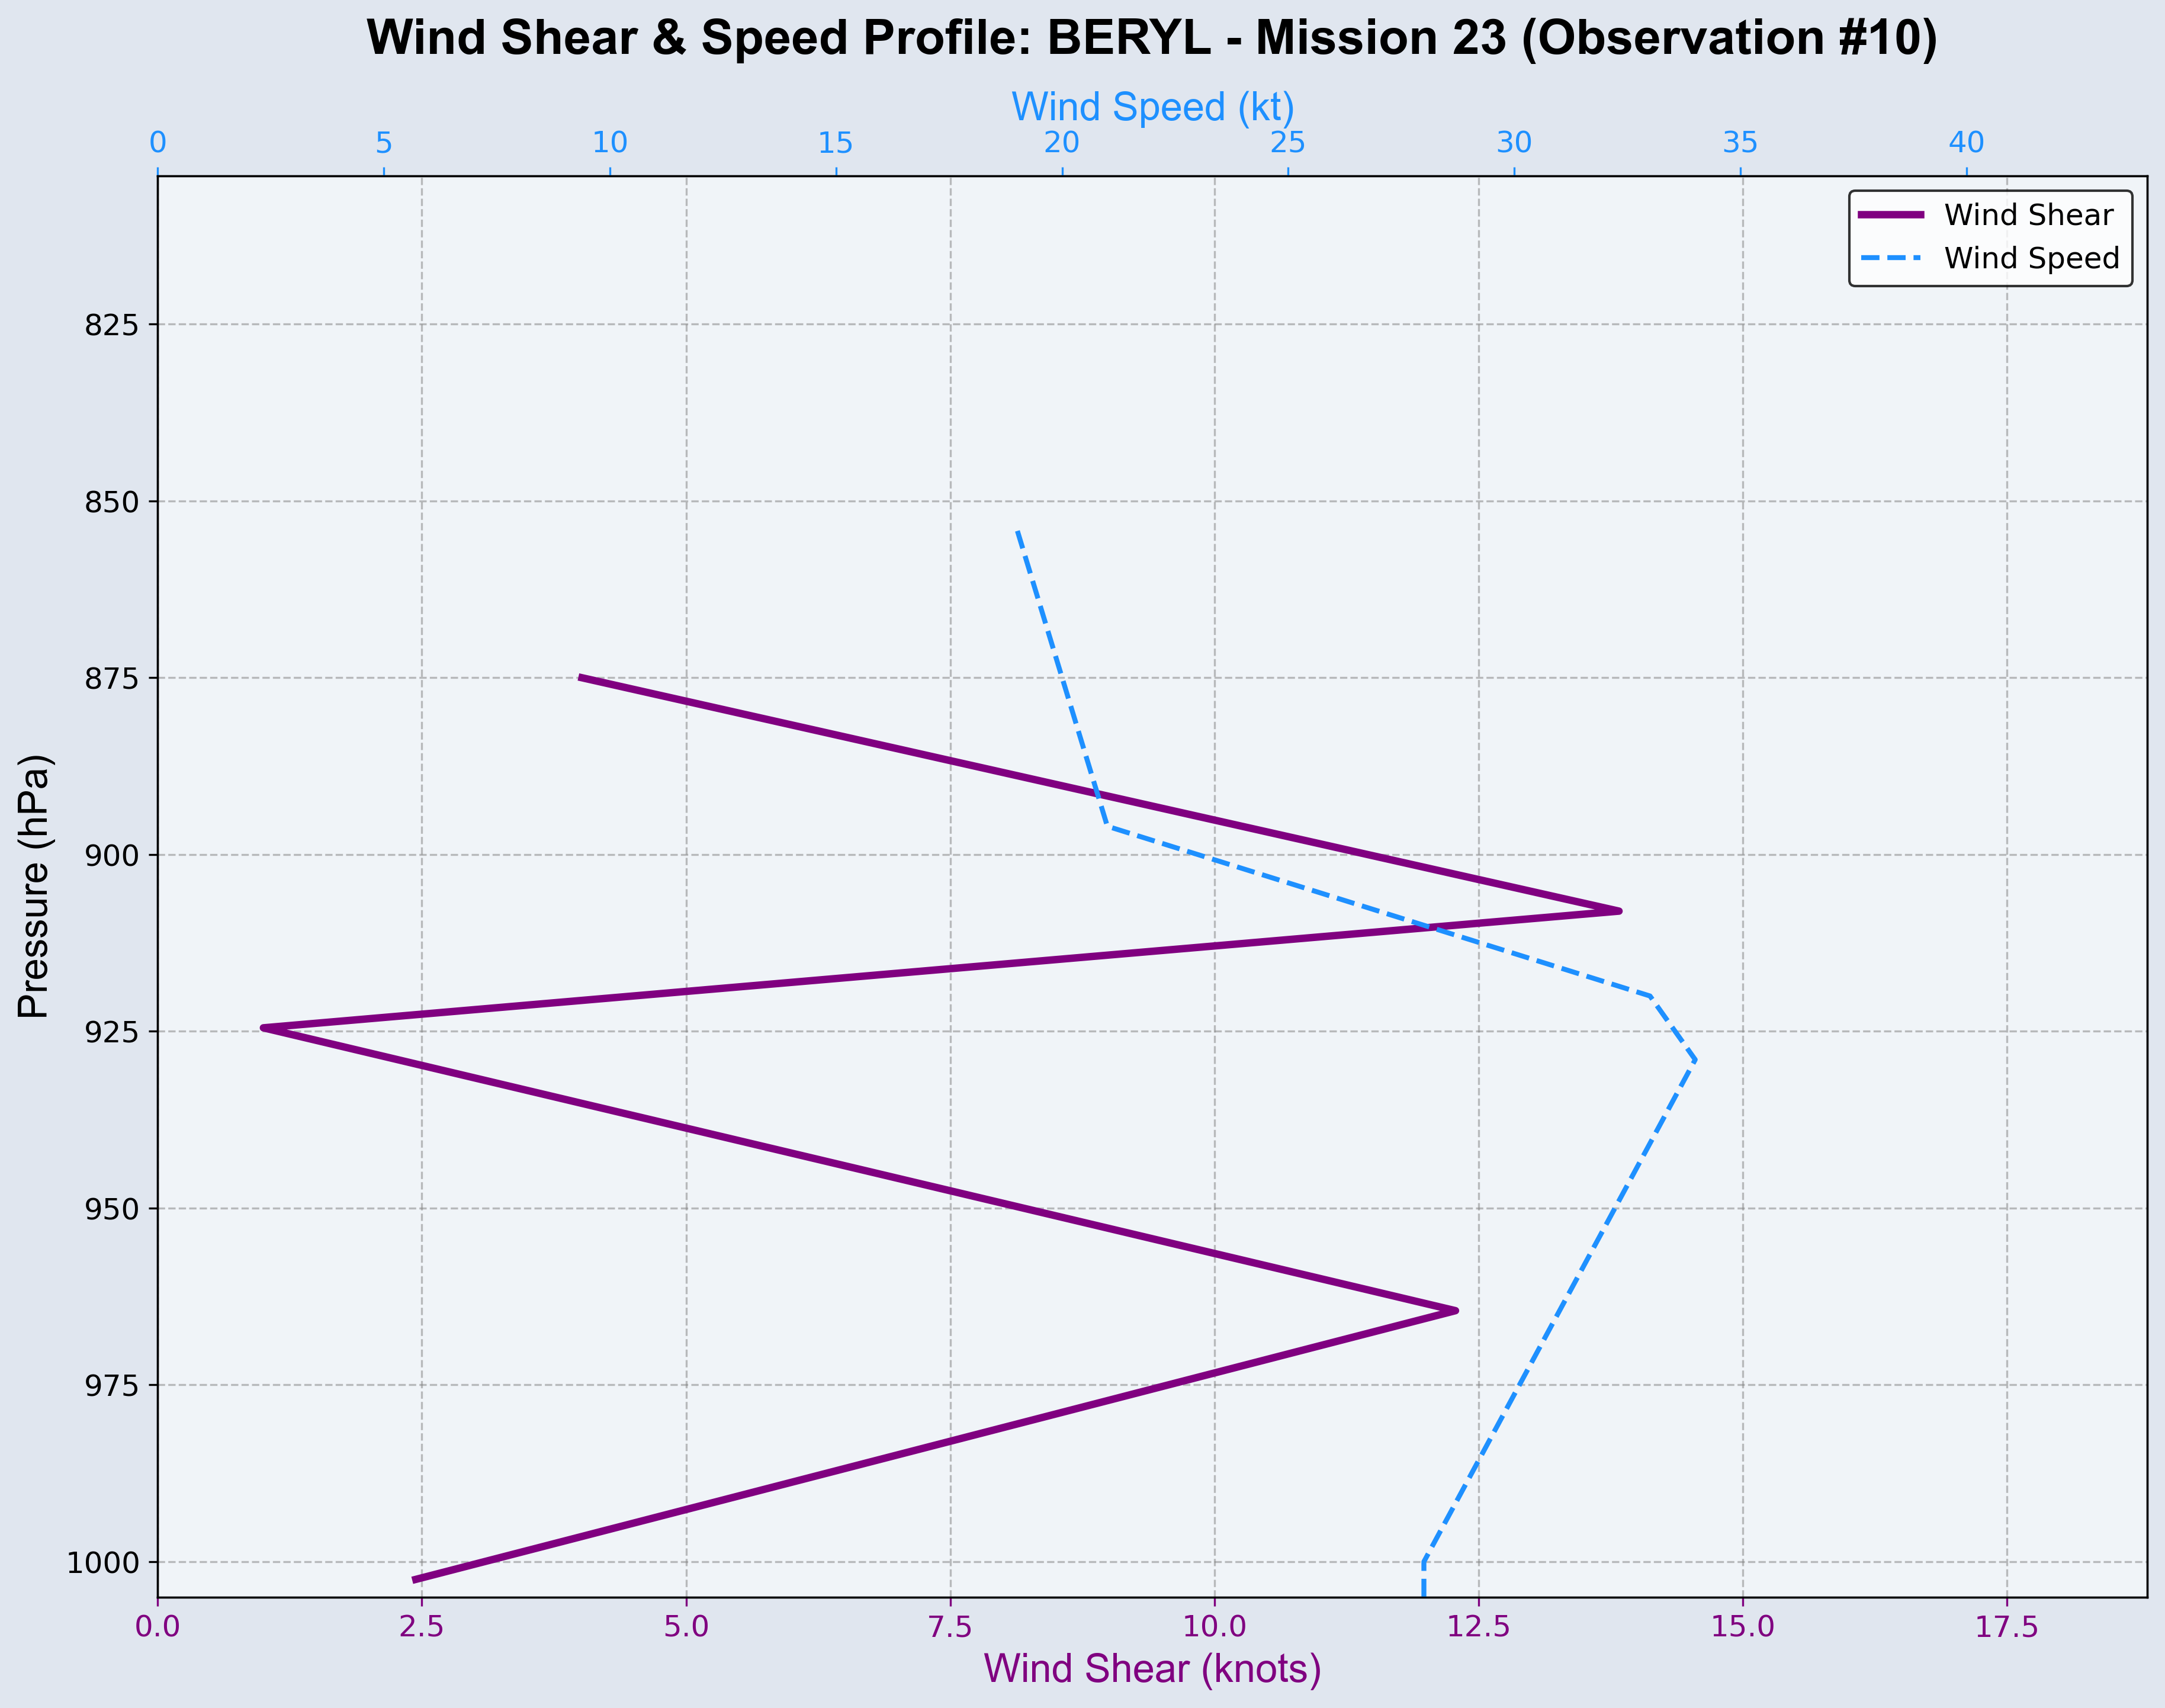 Wind Shear & Speed Profile: BERYL - Mission 23 (Observation #10)
Wind Speed (kt)
0 5 10 15 20 25 30 35 40
Wind Shear
Wind Speed
825
850
875
900
925
950
975
1000
Pressure (hPa)
0.0 2.5 5.0 7.5 10.0 12.5 15.0 17.5
Wind Shear (knots)